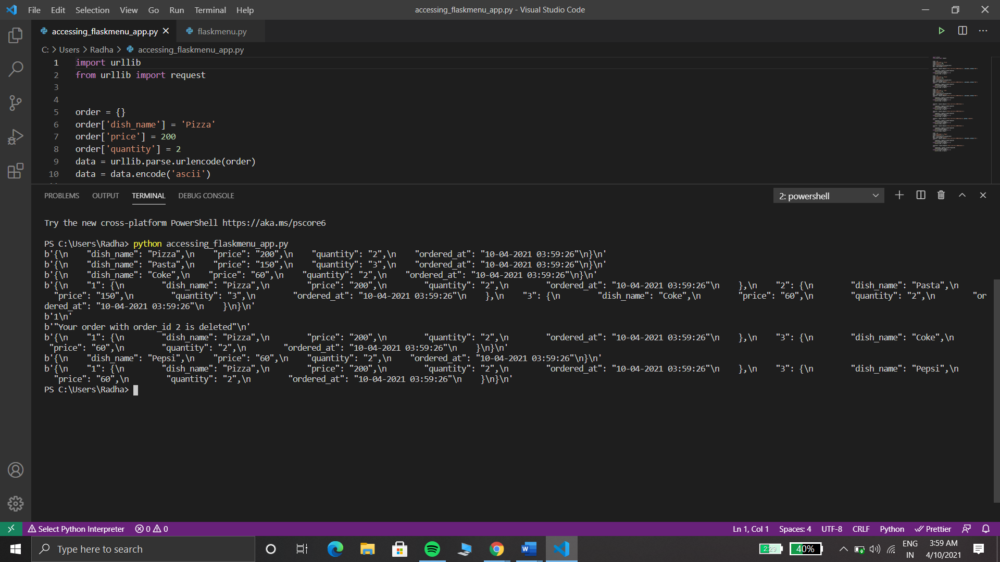 File Edit Selection View Go Run Terminal Help
accessing_flaskmenu_app.py - Visual Studio Code
accessing_flaskmenu_app.py
flaskmenu.py
C: > Users > Radha > accessing_flaskmenu_app.py
1 import urllib
2 from urllib import request
3
4
5 order = {}
6 order['dish_name'] = 'Pizza'
7 order['price'] = 200
8 order['quantity'] = 2
9 data = urllib.parse.urlencode(order)
10 data = data.encode('ascii')
PROBLEMS OUTPUT TERMINAL DEBUG CONSOLE
2: powershell
Try the new cross-platform PowerShell https://aka.ms/pscore6
PS C:\Users\Radha> python accessing_flaskmenu_app.py
b'{\n    "dish_name": "Pizza",\n    "price": "200",\n    "quantity": "2",\n    "ordered_at": "10-04-2021 03:59:26"\n}\n'
b'{\n    "dish_name": "Pasta",\n    "price": "150",\n    "quantity": "3",\n    "ordered_at": "10-04-2021 03:59:26"\n}\n'
b'{\n    "dish_name": "Coke",\n    "price": "60",\n    "quantity": "2",\n    "ordered_at": "10-04-2021 03:59:26"\n}\n'
b'{\n    "1": {\n        "dish_name": "Pizza",\n        "price": "200",\n        "quantity": "2",\n        "ordered_at": "10-04-2021 03:59:26"\n    },\n    "2": {\n        "dish_name": "Pasta",\n
"price": "150",\n        "quantity": "3",\n        "ordered_at": "10-04-2021 03:59:26"\n    },\n    "3": {\n        "dish_name": "Coke",\n        "price": "60",\n        "quantity": "2",\n        "or
dered_at": "10-04-2021 03:59:26"\n    }\n}\n'
b'1\n'
b'"Your order with order_id 2 is deleted"\n'
b'{\n    "1": {\n        "dish_name": "Pizza",\n        "price": "200",\n        "quantity": "2",\n        "ordered_at": "10-04-2021 03:59:26"\n    },\n    "3": {\n        "dish_name": "Coke",\n
"price": "60",\n        "quantity": "2",\n        "ordered_at": "10-04-2021 03:59:26"\n    }\n}\n'
b'{\n    "dish_name": "Pepsi",\n    "price": "60",\n    "quantity": "2",\n    "ordered_at": "10-04-2021 03:59:26"\n}\n'
b'{\n    "1": {\n        "dish_name": "Pizza",\n        "price": "200",\n        "quantity": "2",\n        "ordered_at": "10-04-2021 03:59:26"\n    },\n    "3": {\n        "dish_name": "Pepsi",\n
"price": "60",\n        "quantity": "2",\n        "ordered_at": "10-04-2021 03:59:26"\n    }\n}\n'
PS C:\Users\Radha>
Select Python Interpreter 0 0
Ln 1, Col 1 Spaces: 4 UTF-8 CRLF Python Prettier
Type here to search
2:29
40%
ENG
IN
3:59 AM
4/10/2021